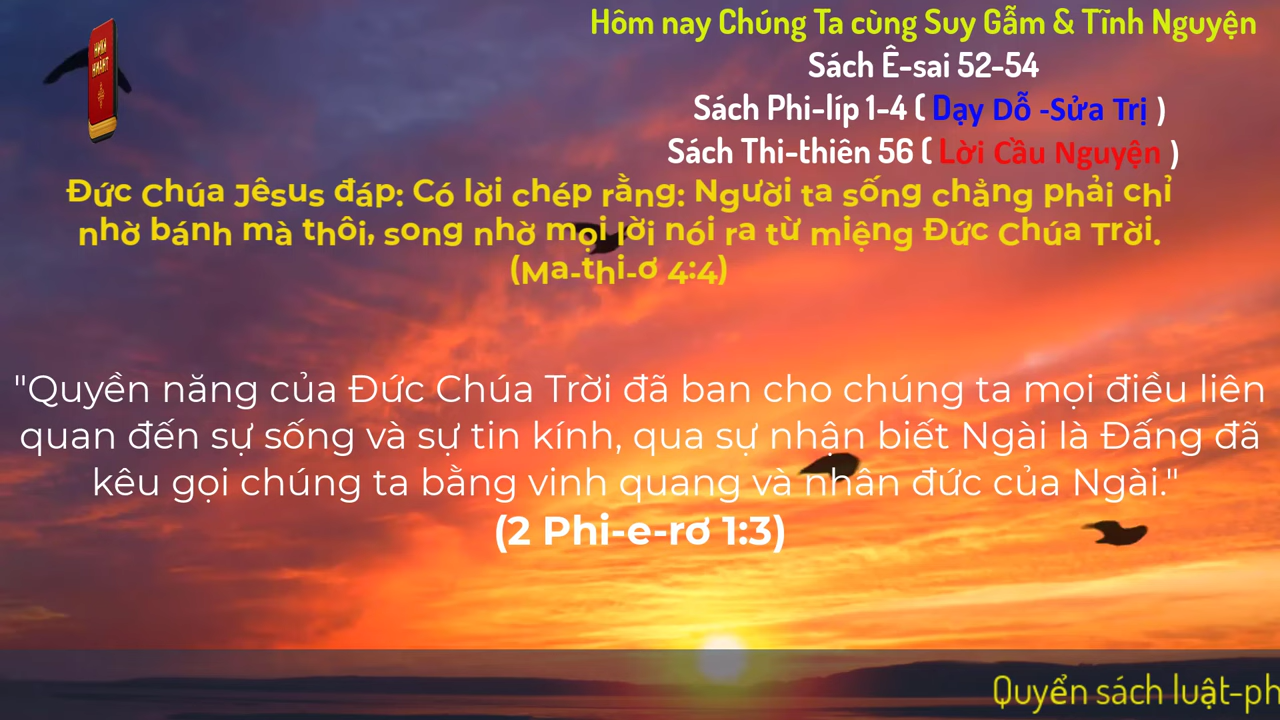 Hôm nay Chúng Ta cùng Suy Gẫm & Tĩnh Nguyện
Sách Ê-sai 52-54
Sách Phi-líp 1-4 ( Dạy Dỗ -Sửa Trị )
Sách Thi-thiên 56 ( Lời Cầu Nguyện )
Đức Chúa Jêsus đáp: Có lời chép rằng: Người ta sống chẳng phải chỉ
nhờ bánh mà thôi, song nhờ mọi lời nói ra từ miệng Đức Chúa Trời.
(Ma-thi-ơ 4:4)
"Quyền năng của Đức Chúa Trời đã ban cho chúng ta mọi điều liên
quan đến sự sống và sự tin kính, qua sự nhận biết Ngài là Đấng đã
kêu gọi chúng ta bằng vinh quang và nhân đức của Ngài."
(2 Phi-e-rơ 1:3)
Quyển sách luật-ph